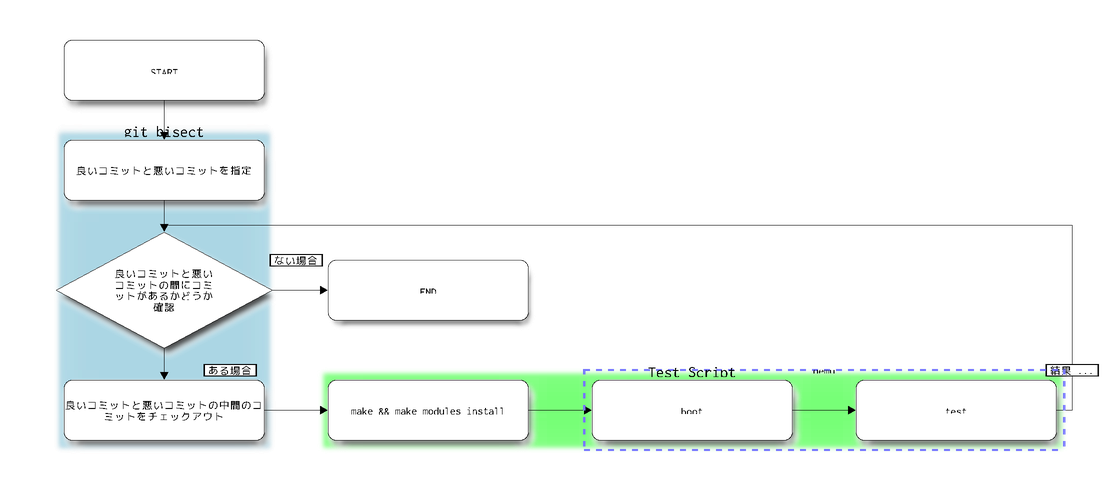 START
git bisect
良いコミットと悪いコミットを指定
良いコミットと悪い
コミットの間にコミ
ットがあるかどうか
確認
ない場合
END
ある場合
良いコミットと悪いコミットの中間のコ
ミットをチェックアウト
Test Script
make && make modules install
boot
test
結果 ...